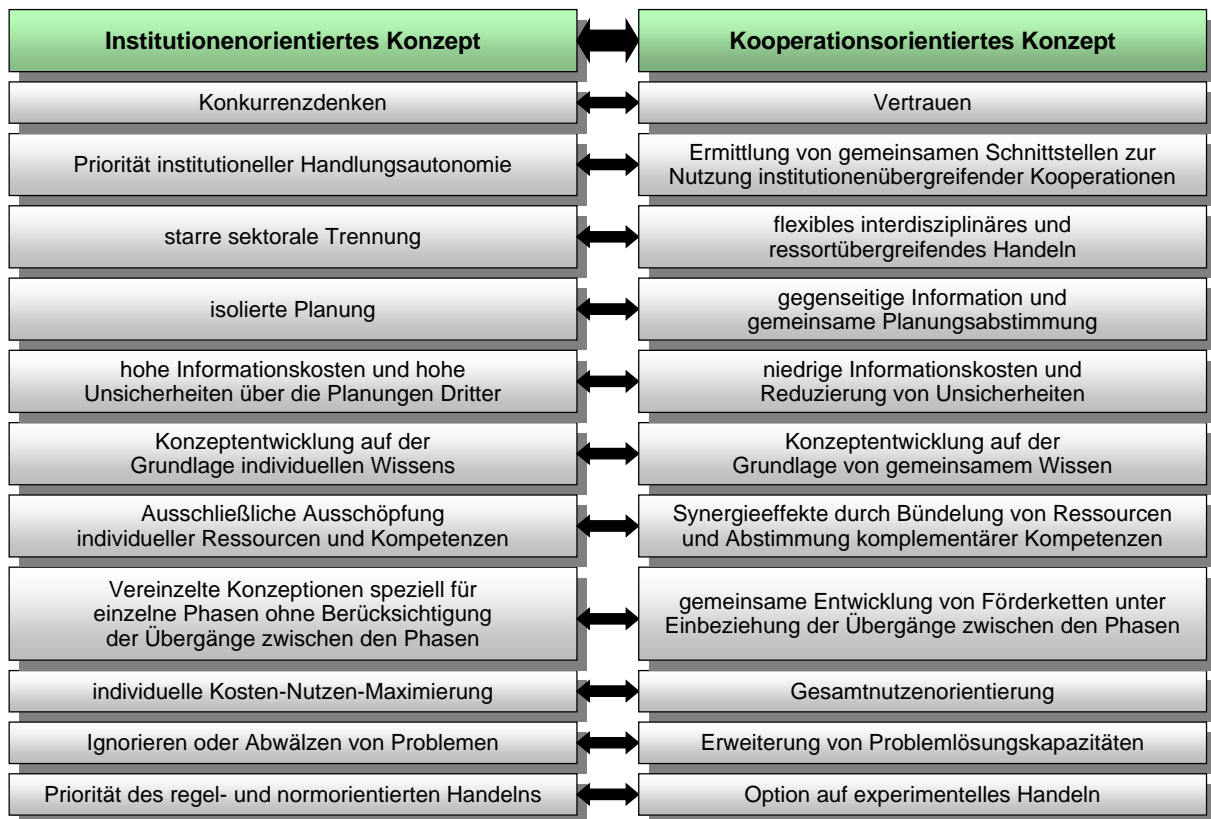 Institutionenorientiertes Konzept
Kooperationsorientiertes Konzept
Konkurrenzdenken
Vertrauen
Priorität institutioneller Handlungsautonomie
Ermittlung von gemeinsamen Schnittstellen zur
Nutzung institutionenübergreifender Kooperationen
starre sektorale Trennung
flexibles interdisziplinäres und
ressortübergreifendes Handeln
isolierte Planung
gegenseitige Information und
gemeinsame Planungsabstimmung
hohe Informationskosten und hohe
Unsicherheiten über die Planungen Dritter
niedrige Informationskosten und
Reduzierung von Unsicherheiten
Konzeptentwicklung auf der
Grundlage individuellen Wissens
Konzeptentwicklung auf der
Grundlage von gemeinsamem Wissen
Ausschließliche Ausschöpfung
individueller Ressourcen und Kompetenzen
Synergieeffekte durch Bündelung von Ressourcen
und Abstimmung komplementärer Kompetenzen
Vereinzelte Konzeptionen speziell für
einzelne Phasen ohne Berücksichtigung
der Übergänge zwischen den Phasen
gemeinsame Entwicklung von Förderketten unter
Einbeziehung der Übergänge zwischen den Phasen
individuelle Kosten-Nutzen-Maximierung
Gesamtnutzenorientierung
Ignorieren oder Abwälzen von Problemen
Erweiterung von Problemlösungskapazitäten
Priorität des regel- und normorientierten Handelns
Option auf experimentelles Handeln